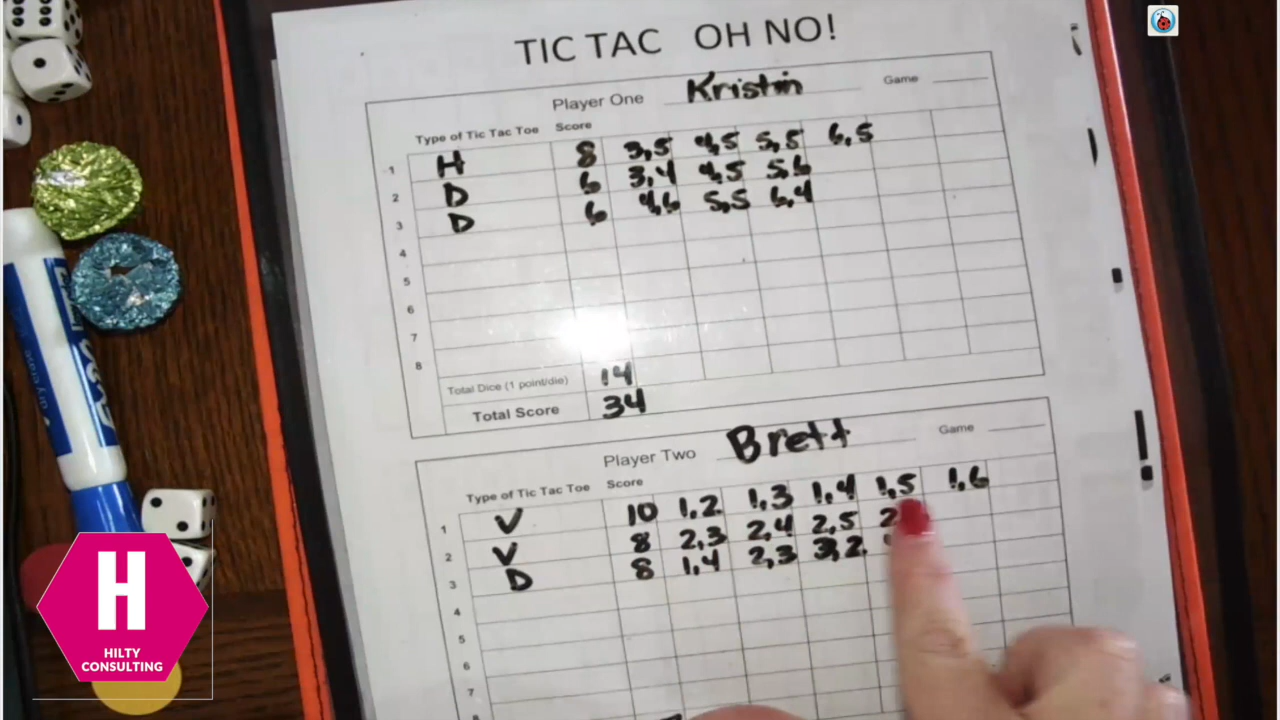 TIC TAC OH NO!
Player One Kristin Game
Type of Tic Tac Toe Score
1 H 8 3,5 4,5 5,5 6,5
2 D 6 3,4 4,5 5,6
3 D 6 4,6 5,5 6,4
4
5
6
7
8
Total Dice (1 point/die) 14
Total Score 34
Player Two Brett Game
Type of Tic Tac Toe Score
1 V 10 1,2 1,3 1,4 1,5 1,6
2 V 8 2,3 2,4 2,5 2
3 D 8 1,4 2,3 3,2
4
5
6
7
EXPO
dry erase
H
HILTY
CONSULTING